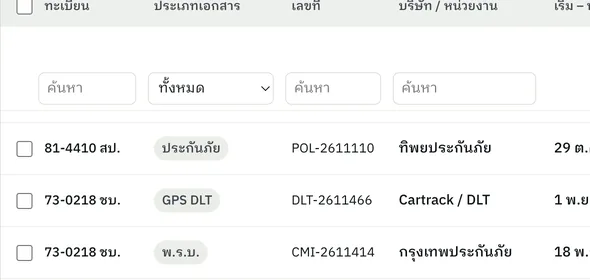 ทะเบียน ประเภทเอกสาร เลขที่ บริษัท / หน่วยงาน เริ่ม –
ค้นหา ทั้งหมด ค้นหา ค้นหา
81-4410 สป. ประกันภัย POL-2611110 ทิพยประกันภัย 29 ต.
73-0218 ชบ. GPS DLT DLT-2611466 Cartrack / DLT 1 พ.ย
73-0218 ชบ. พ.ร.บ. CMI-2611414 กรุงเทพประกันภัย 18 พ.